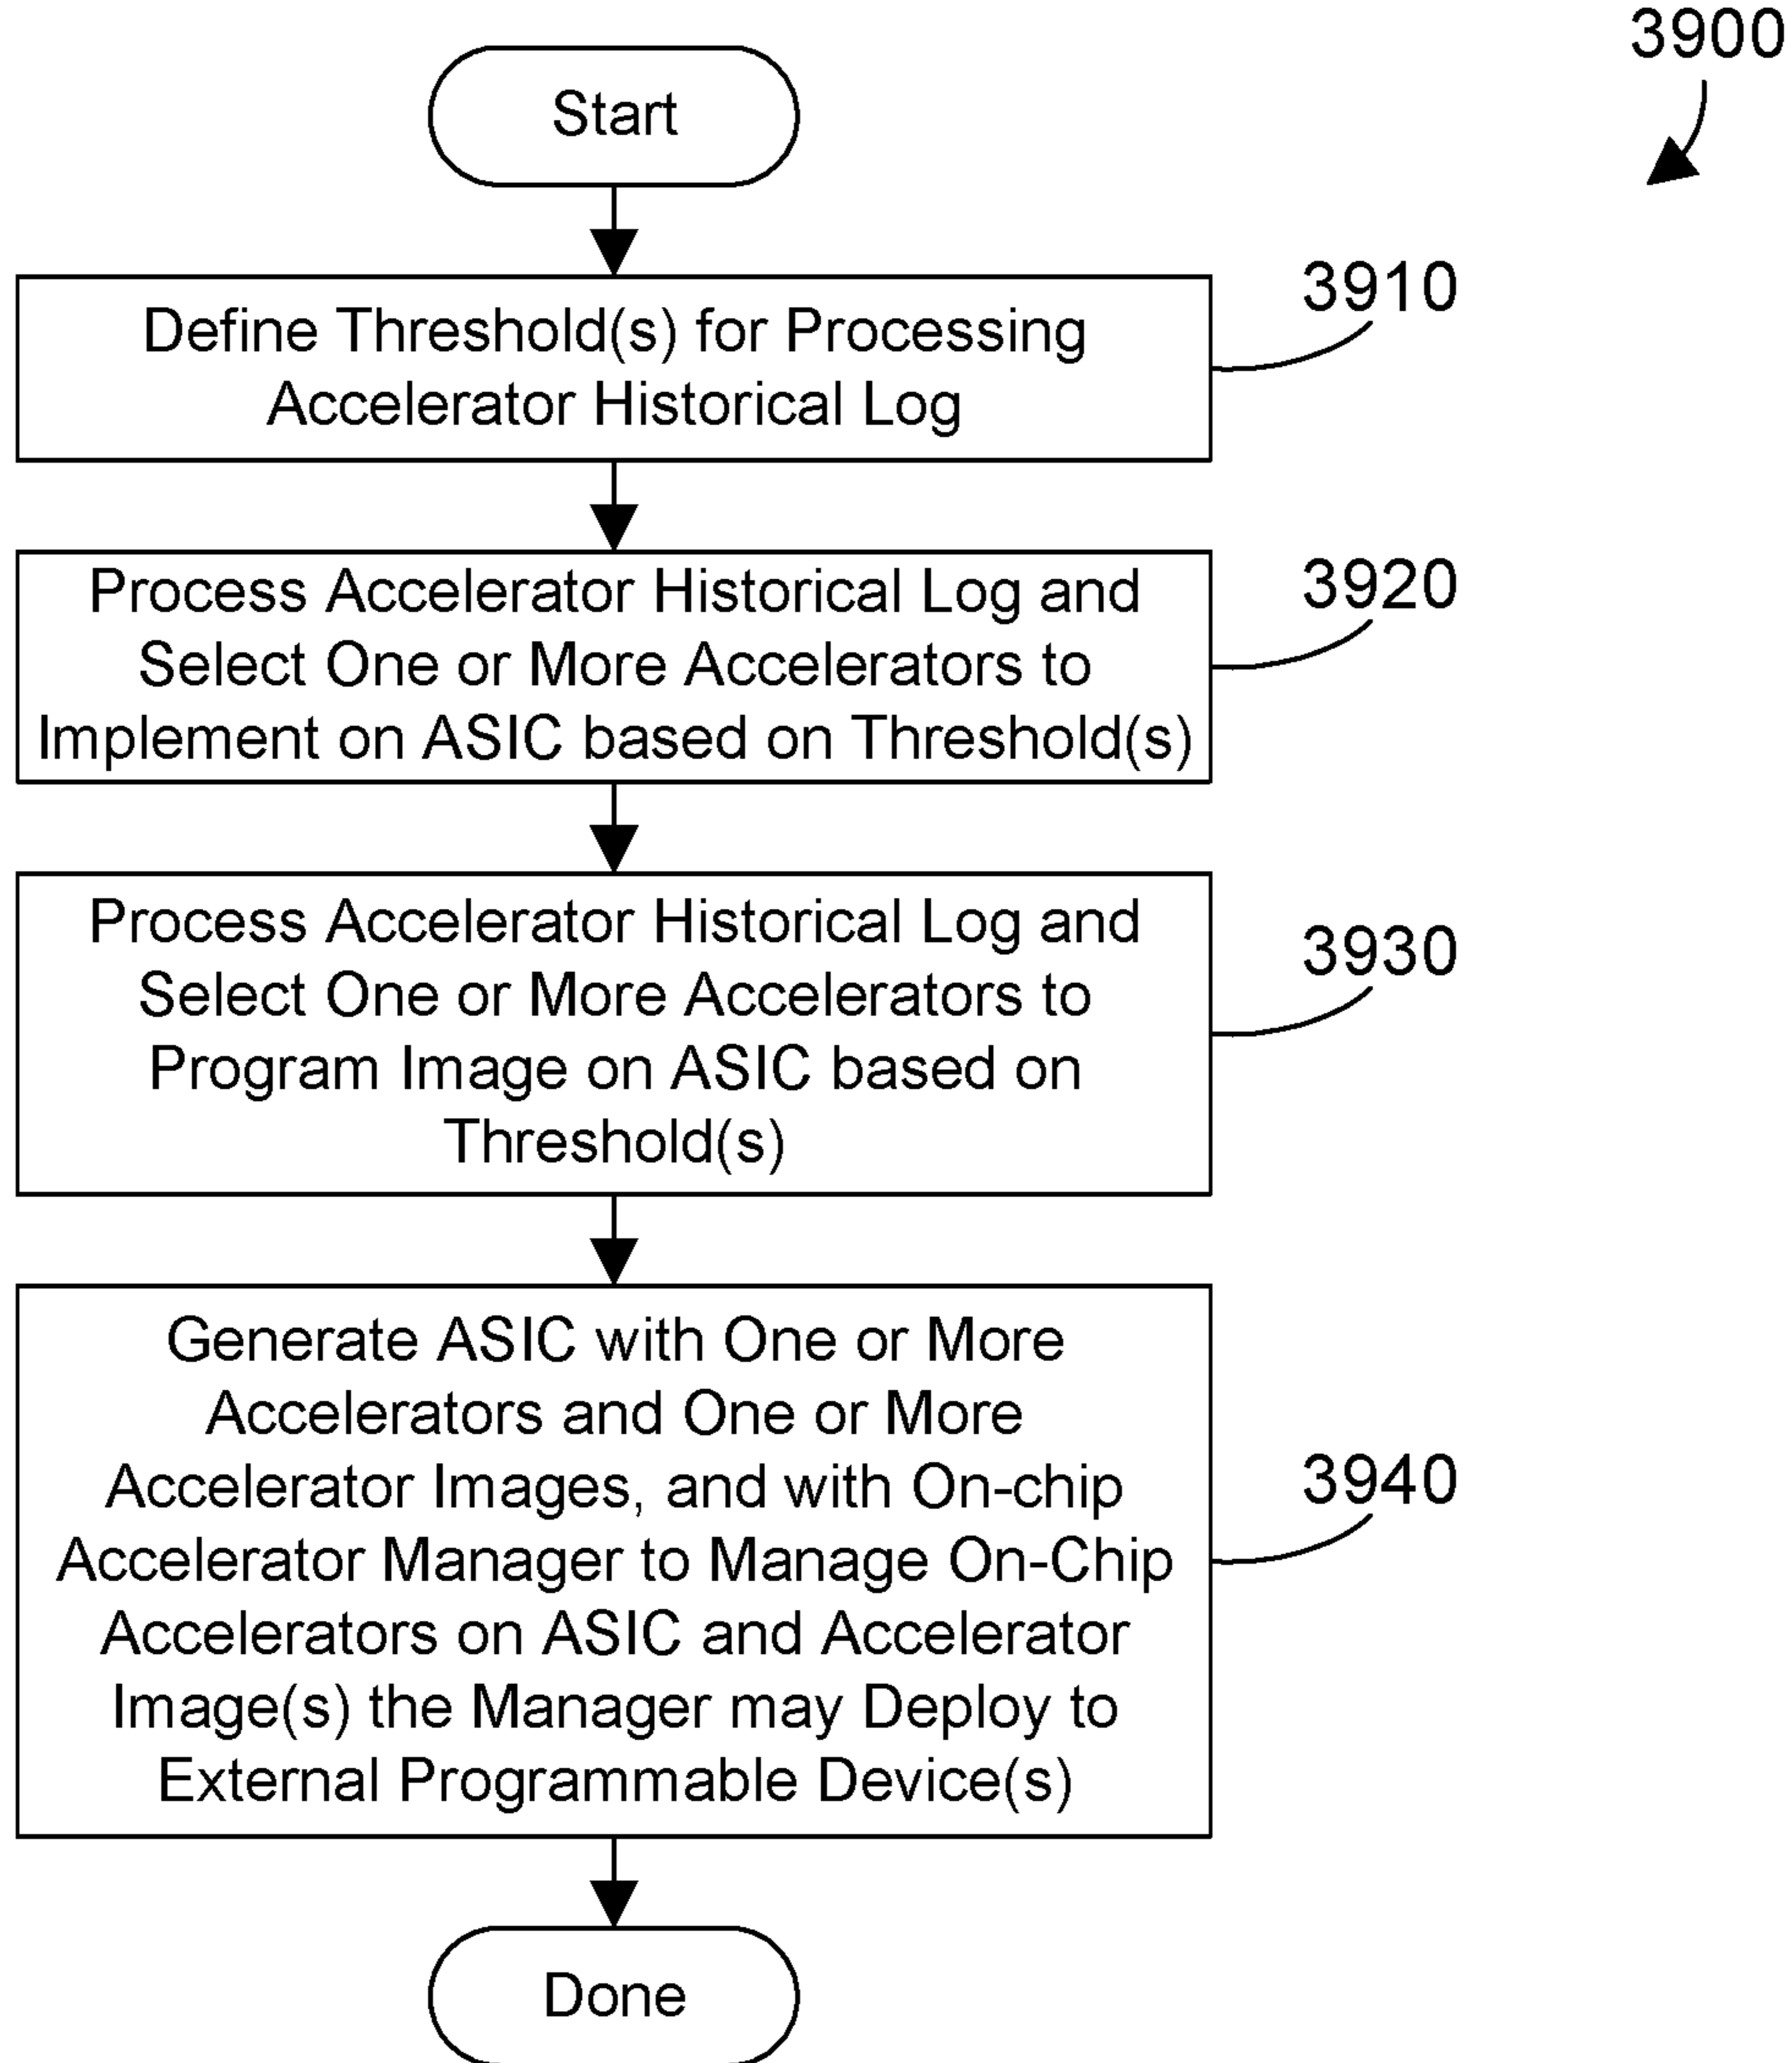 3900
Start
Define Threshold(s) for Processing
Accelerator Historical Log
3910
Process Accelerator Historical Log and
Select One or More Accelerators to
Implement on ASIC based on Threshold(s)
3920
Process Accelerator Historical Log and
Select One or More Accelerators to
Program Image on ASIC based on
Threshold(s)
3930
Generate ASIC with One or More
Accelerators and One or More
Accelerator Images, and with On-chip
Accelerator Manager to Manage On-Chip
Accelerators on ASIC and Accelerator
Image(s) the Manager may Deploy to
External Programmable Device(s)
3940
Done